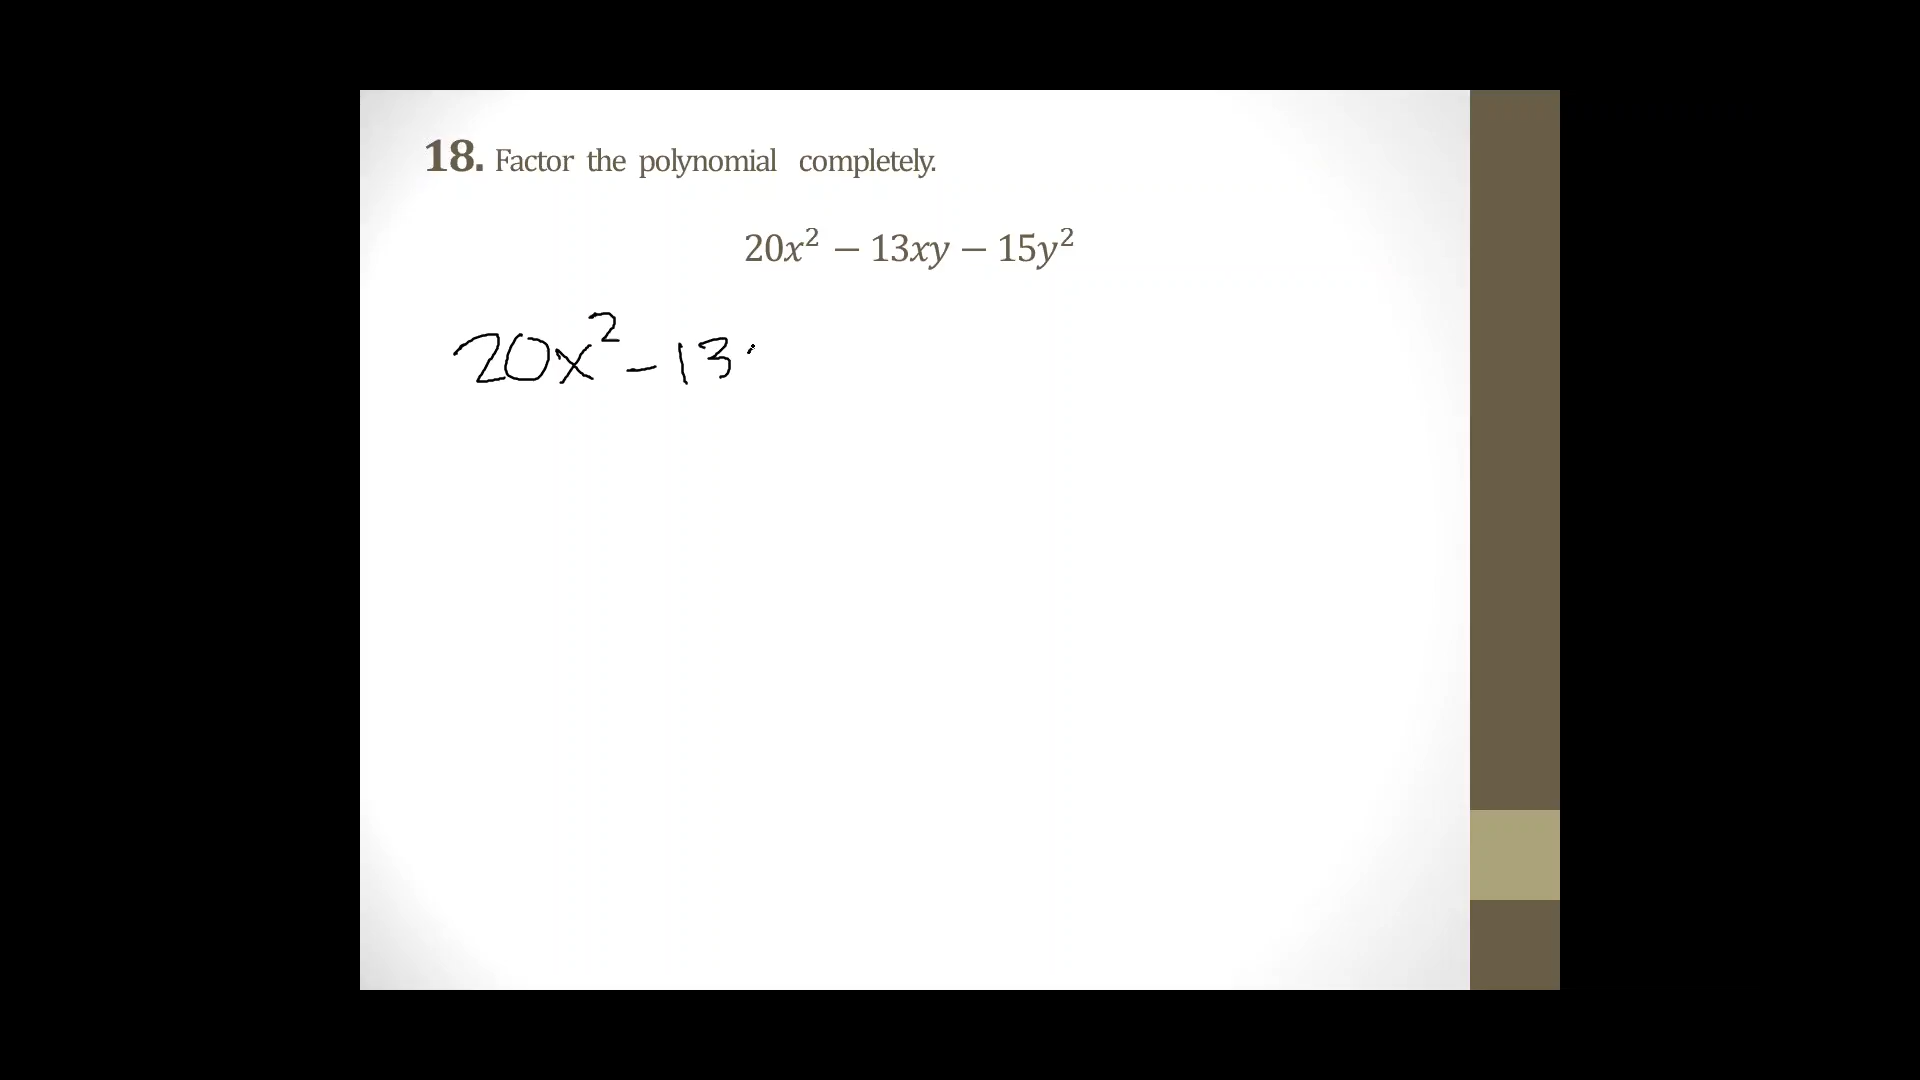 18. Factor the polynomial completely.
20x² − 13xy − 15y²
20x² − 13